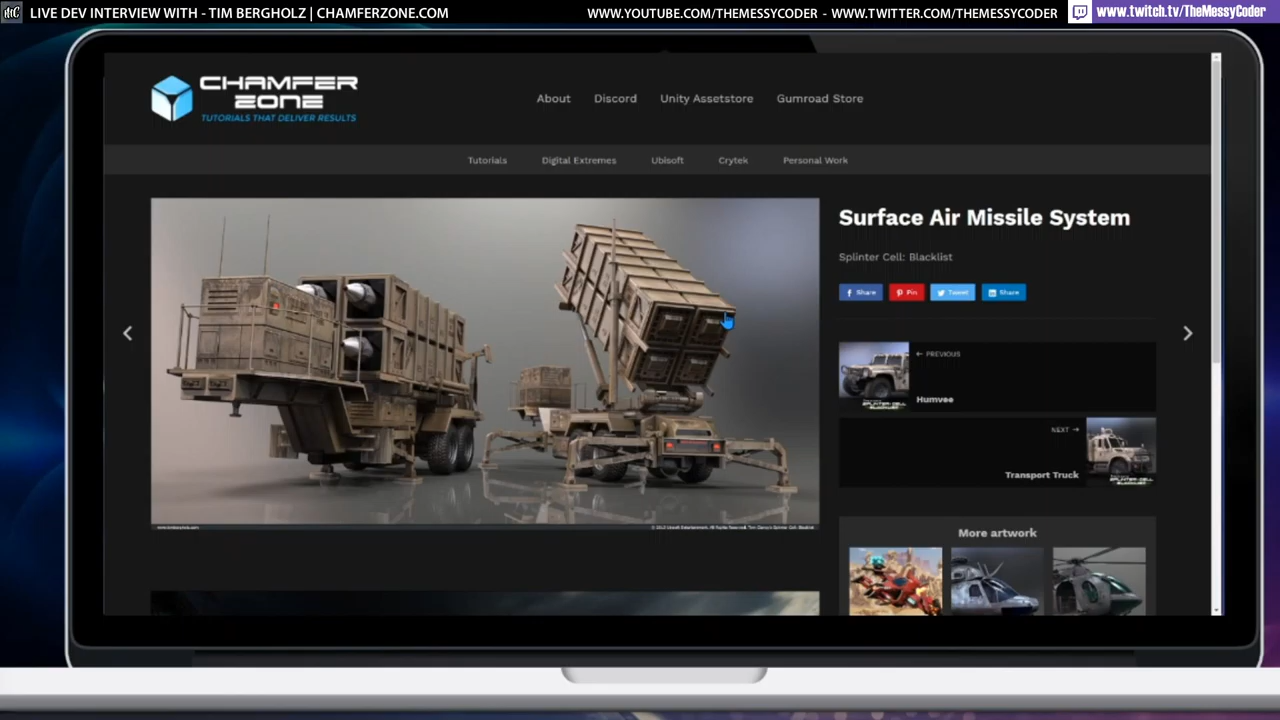 LIVE DEV INTERVIEW WITH - TIM BERGHOLZ | CHAMFERZONE.COM
WWW.YOUTUBE.COM/THEMESSYCODER - WWW.TWITTER.COM/THEMESSYCODER
www.twitch.tv/TheMessyCoder
CHAMFER
ZONE
TUTORIALS THAT DELIVER RESULTS
About Discord Unity Assetstore Gumroad Store
Tutorials Digital Extremes Ubisoft Crytek Personal Work
Surface Air Missile System
Splinter Cell: Blacklist
Share Pin Tweet Share
← PREVIOUS
Humvee
NEXT →
Transport Truck
More artwork